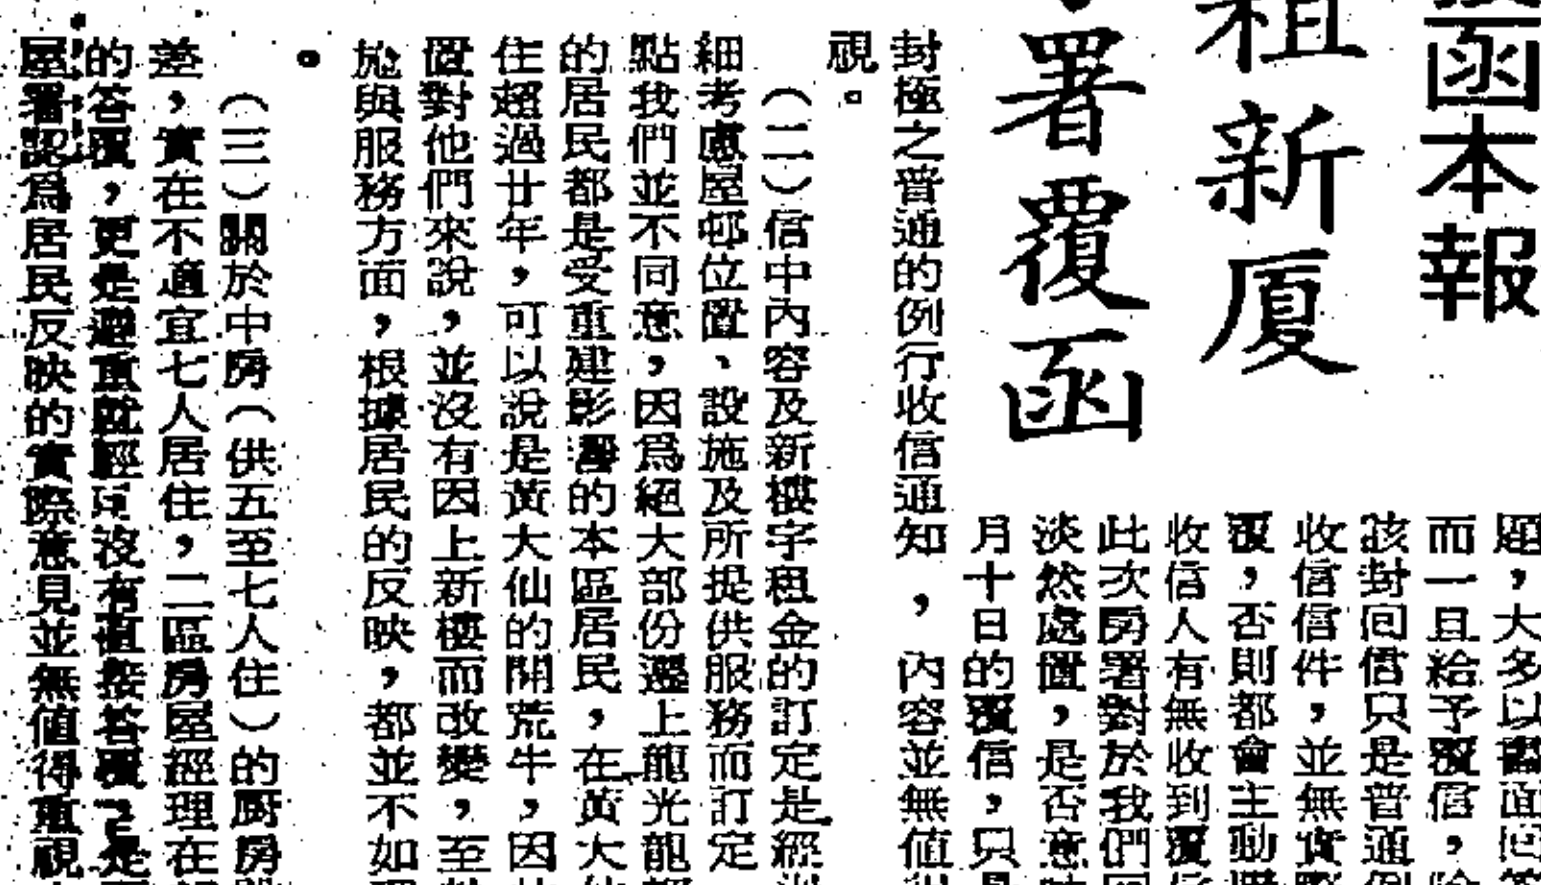 函本報
租新厦
署覆函
題，大多以書面回答
而一旦給予覆信，除
該封回信只是普通例
收信信件，並無實際
覆，否則都會主動
收信人有無收到覆信
此次房署對於我們回
淡然處置，是否意味
月十日的覆信，只是
封極之普通的例行收信通知，內容並無值得
視。
（二）信中內容及新樓宇租金的訂定是經
細考慮屋邨位置、設施及所提供服務而訂定
點我們並不同意，因爲絕大部份遷上龍光龍
的居民都是受重建影響的本區居民，在黃大仙
住超過廿年，可以說是黃大仙的開荒牛，因
置對他們來說，並沒有因上新樓而改變，至
施與服務方面，根據居民的反映，都並不如
。
（三）關於中房（供五至七人住）的厨房
差，實在不適宜七人居住，二區房屋經理在
的答覆，更是避重就輕，沒有直接答覆，是
屋署認爲居民反映的實際意見並無值得重視